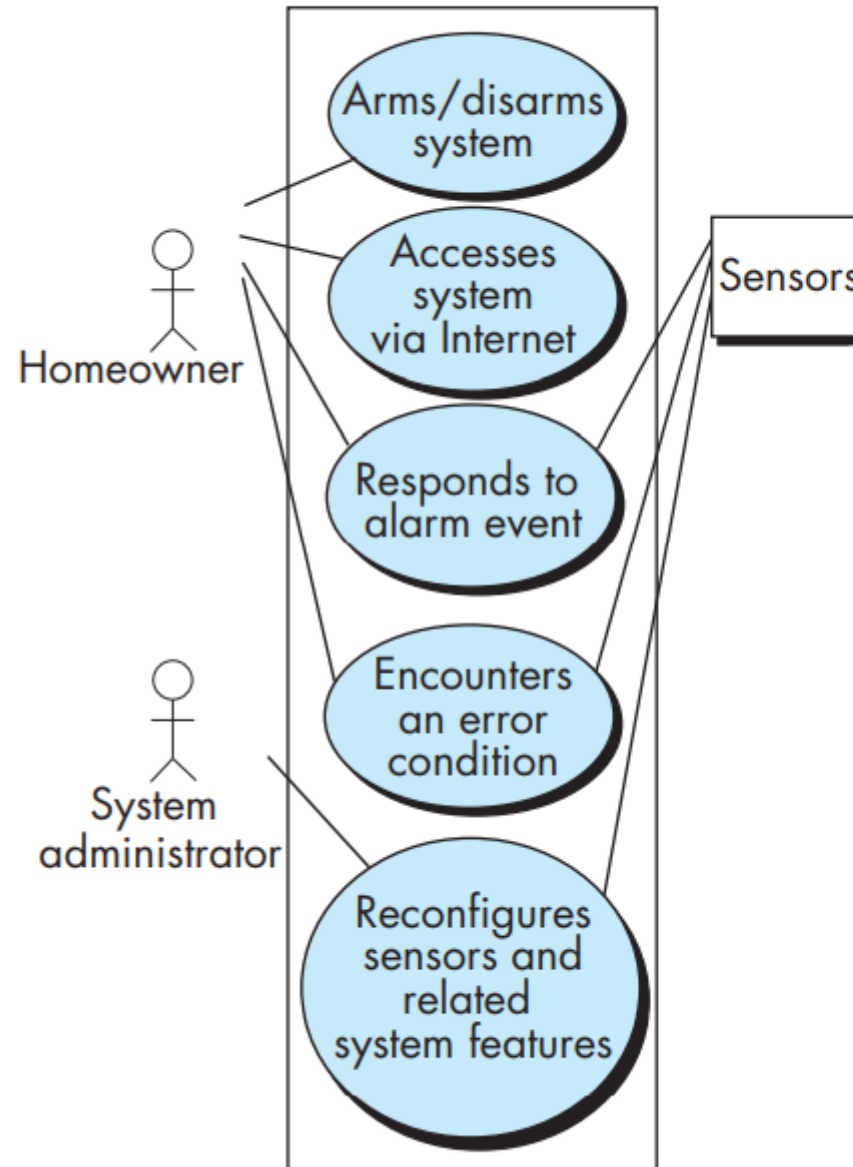 Arms/disarms
system
Accesses
system
via Internet
Sensors
Homeowner
Responds to
alarm event
Encounters
an error
condition
System
administrator
Reconfigures
sensors and
related
system features